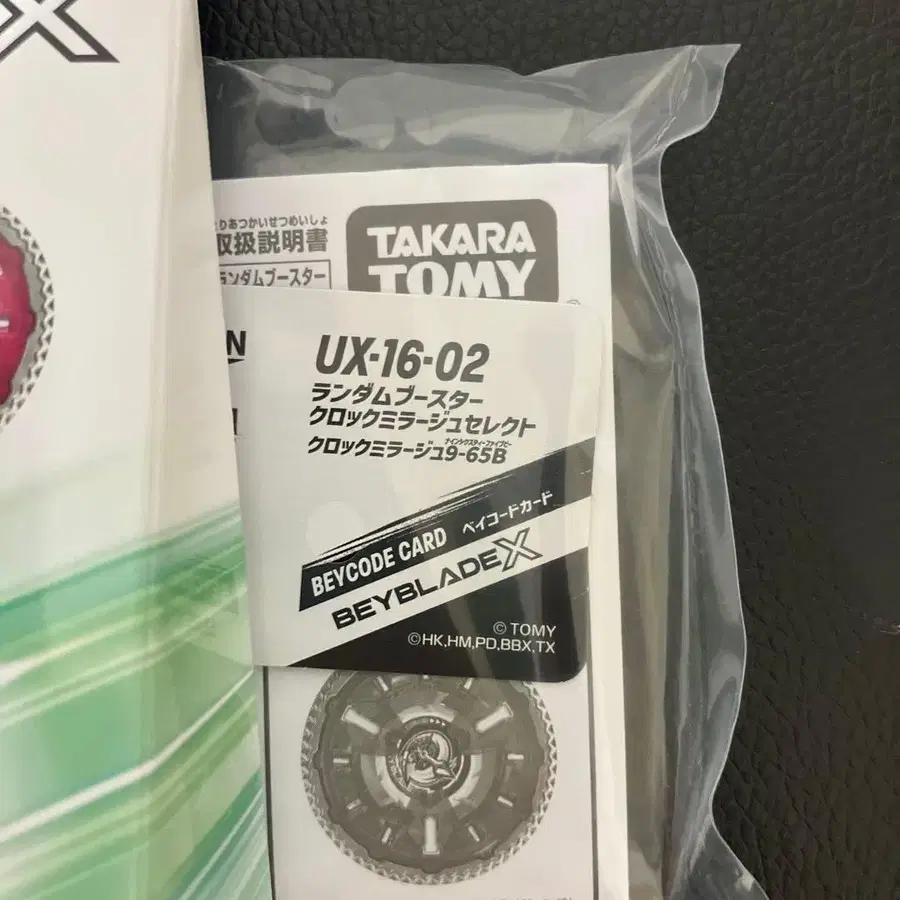 X
とりあつかいせつめいしょ
取扱説明書
ランダムブースター
TAKARA
TOMY
N
UX-16-02
ランダムブースター
クロックミラージュセレクト
ナインシックスティ・ファイブビー
クロックミラージュ9-65B
BEYCODE CARD ベイコードカード
BEYBLADE X
© TOMY
©HK,HM,PD,BBX,TX